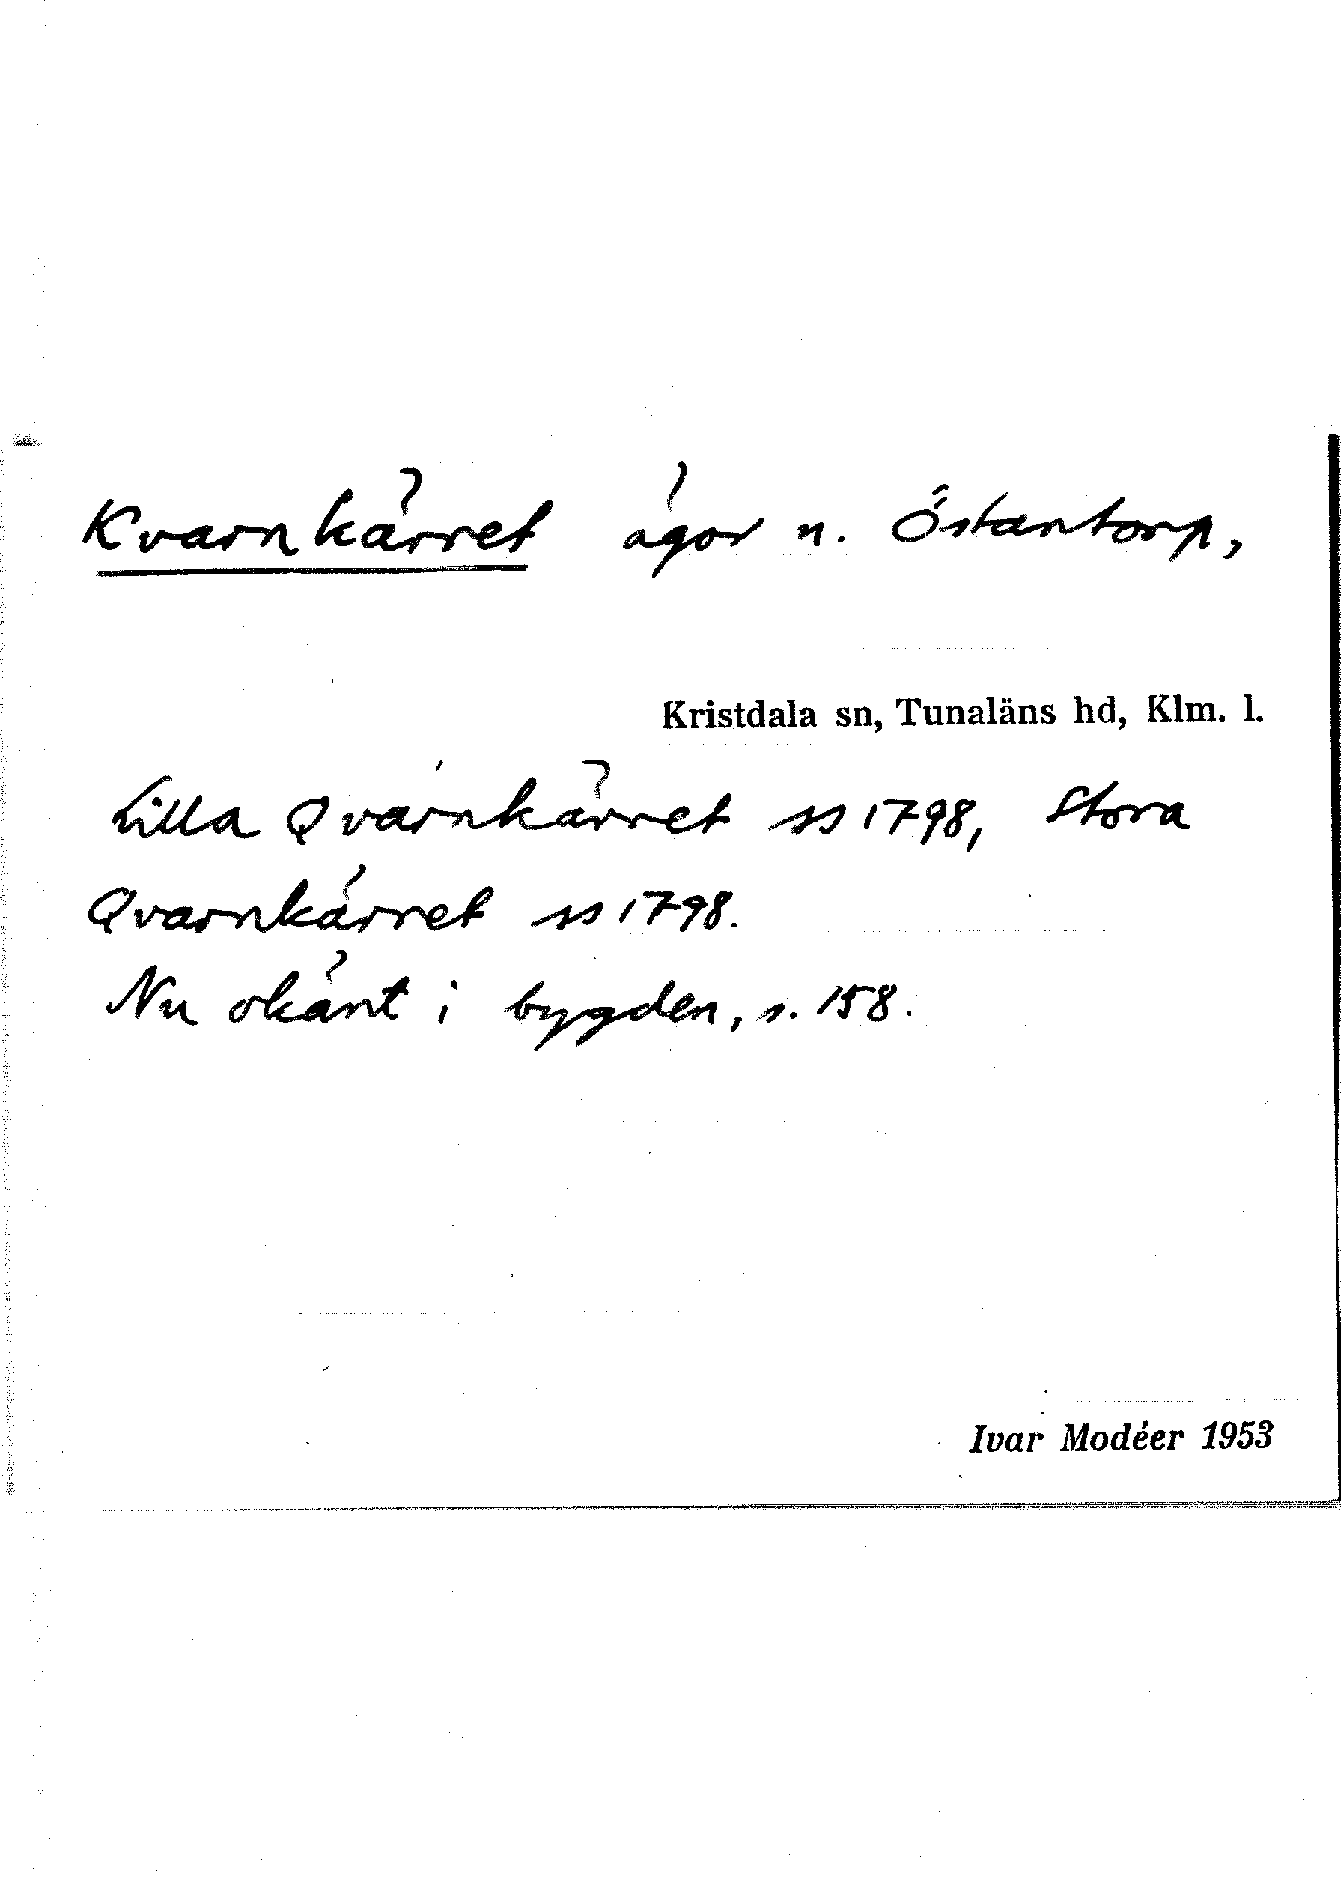 Kvarnkärret ägor n. Östantorp,
Kristdala sn, Tunaläns hd, Klm. l.
Lilla Qvarnkärret ss 1798, Stora
Qvarnkärret ss 1798.
Nu okänt i bygden, s. 158.
Ivar Modéer 1953